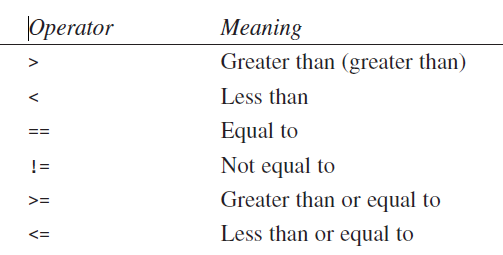 Operator Meaning
> Greater than (greater than)
< Less than
== Equal to
!= Not equal to
>= Greater than or equal to
<= Less than or equal to